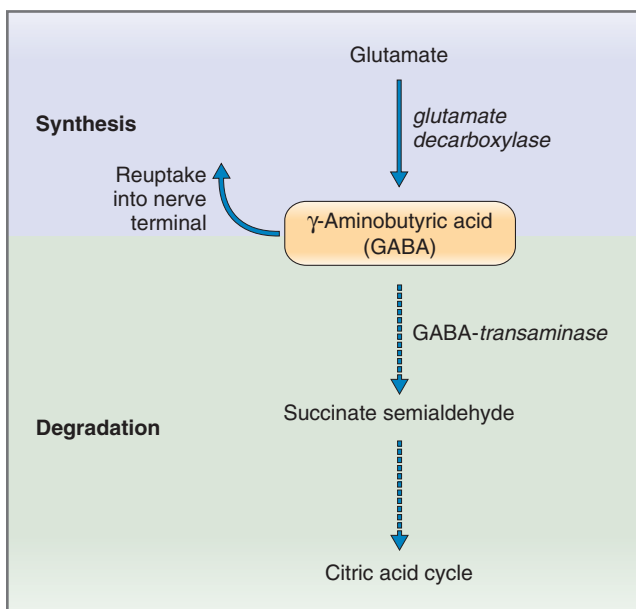 Glutamate
Synthesis
glutamate
decarboxylase
Reuptake
into nerve
terminal
γ-Aminobutyric acid
(GABA)
GABA-transaminase
Succinate semialdehyde
Degradation
Citric acid cycle